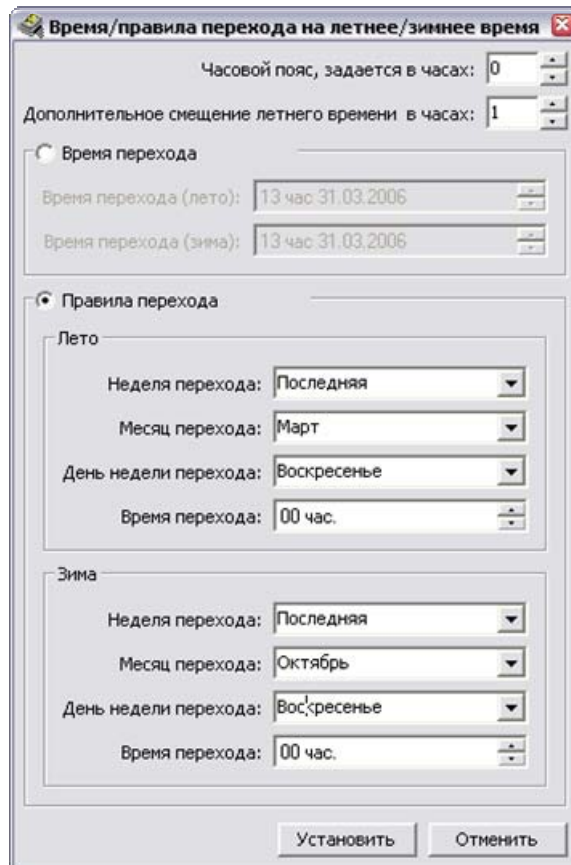 Время/правила перехода на летнее/зимнее время
Часовой пояс, задается в часах: 0
Дополнительное смещение летнего времени в часах: 1
Время перехода
Время перехода (лето): 13 час 31.03.2006
Время перехода (зима): 13 час 31.03.2006
Правила перехода
Лето
Неделя перехода: Последняя
Месяц перехода: Март
День недели перехода: Воскресенье
Время перехода: 00 час.
Зима
Неделя перехода: Последняя
Месяц перехода: Октябрь
День недели перехода: Воскресенье
Время перехода: 00 час.
Установить Отменить